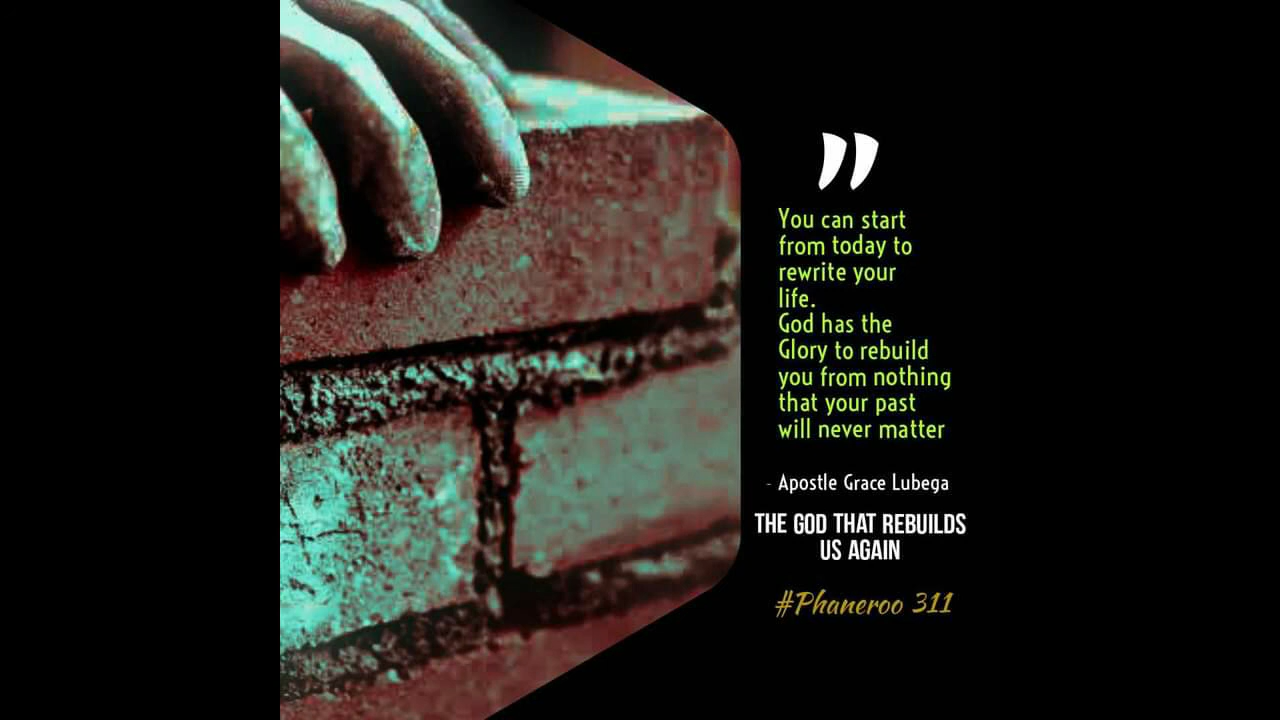 "
You can start
from today to
rewrite your
life.
God has the
Glory to rebuild
you from nothing
that your past
will never matter
- Apostle Grace Lubega
THE GOD THAT REBUILDS
US AGAIN
#Phaneroo 311